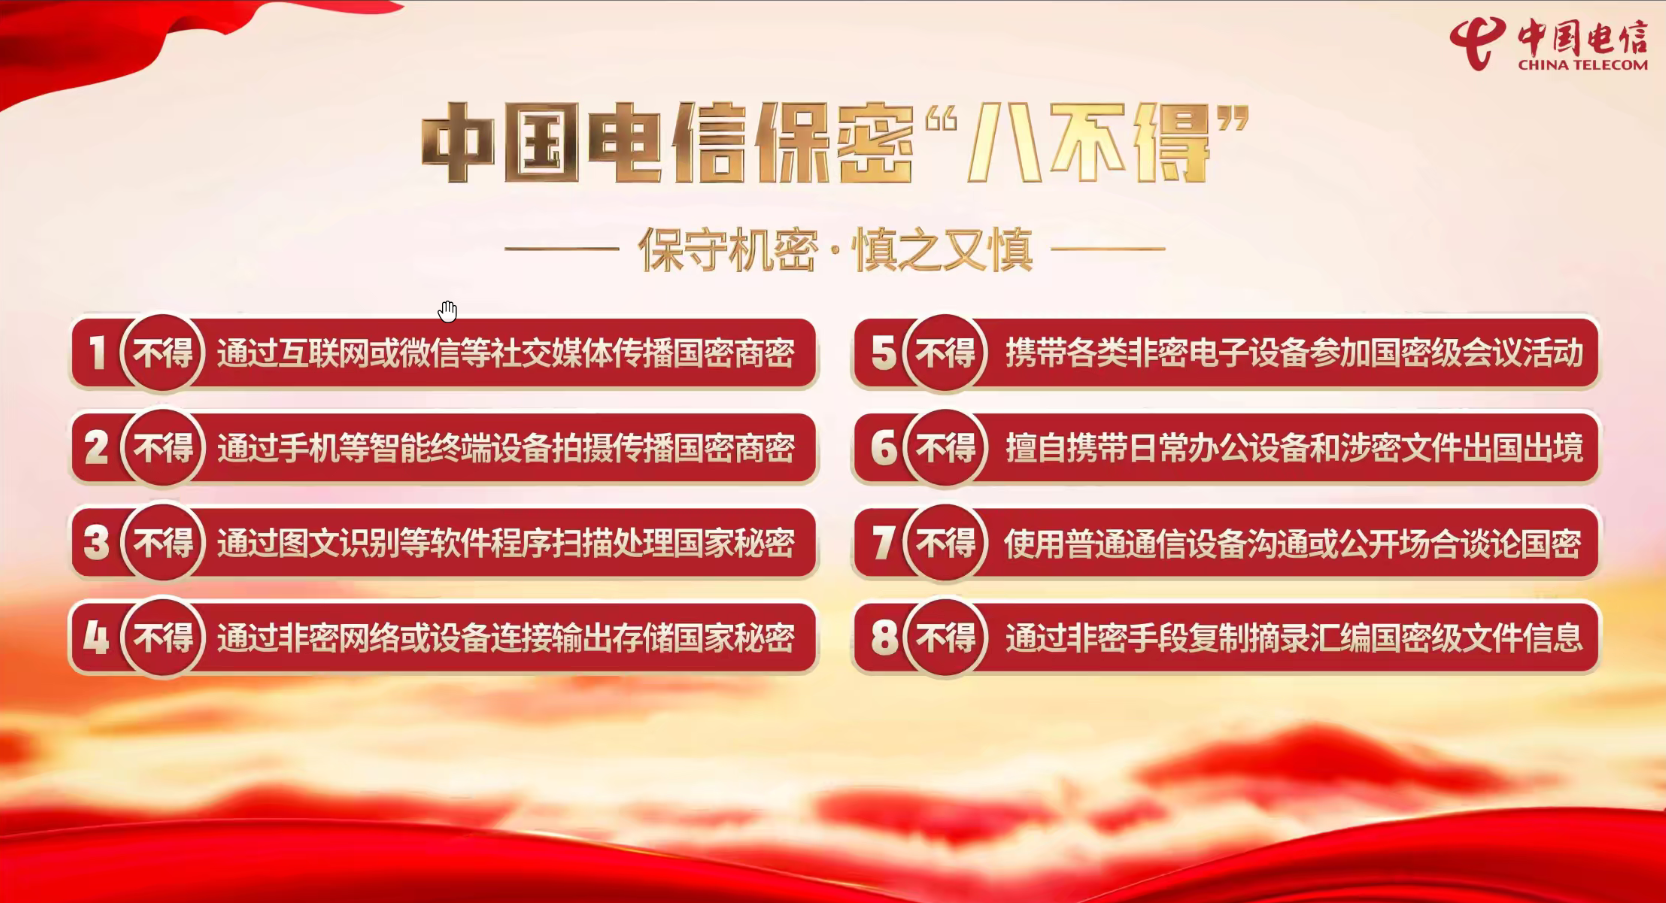 中国电信
CHINA TELECOM
中国电信保密“八不得”
保守机密·慎之又慎
1 不得 通过互联网或微信等社交媒体传播国密商密
2 不得 通过手机等智能终端设备拍摄传播国密商密
3 不得 通过图文识别等软件程序扫描处理国家秘密
4 不得 通过非密网络或设备连接输出存储国家秘密
5 不得 携带各类非密电子设备参加国密级会议活动
6 不得 擅自携带日常办公设备和涉密文件出国出境
7 不得 使用普通通信设备沟通或公开场合谈论国密
8 不得 通过非密手段复制摘录汇编国密级文件信息